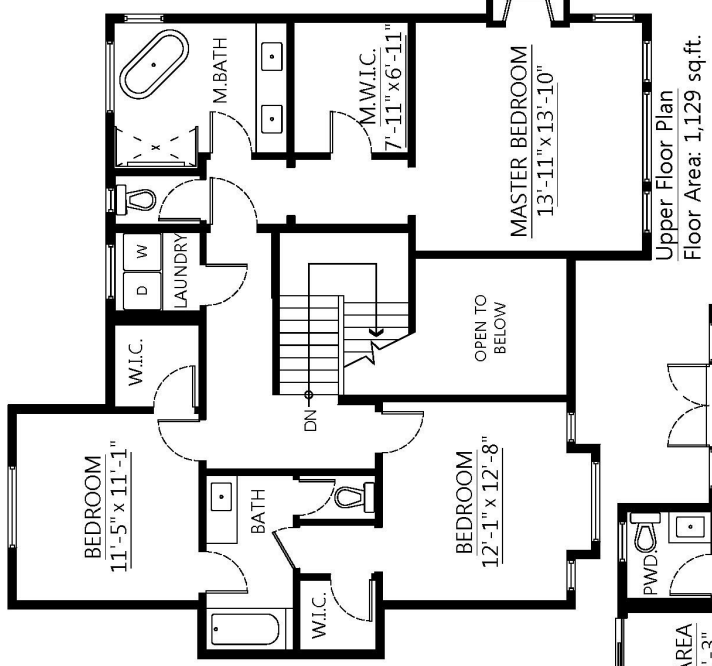 M.BATH
M.W.I.C.
7'-11"x6'-11"
MASTER BEDROOM
13'-11"x13'-10"
Upper Floor Plan
Floor Area: 1,129 sq.ft.
D
W
LAUNDRY
W.I.C.
OPEN TO
BELOW
DN
BEDROOM
11'-5" x 11'-1"
BATH
BEDROOM
12'-1" x 12'-8"
W.I.C.
PWD.